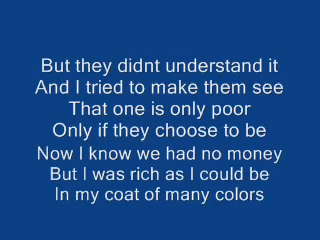 But they didnt understand it
And I tried to make them see
That one is only poor
Only if they choose to be
Now I know we had no money
But I was rich as I could be
In my coat of many colors